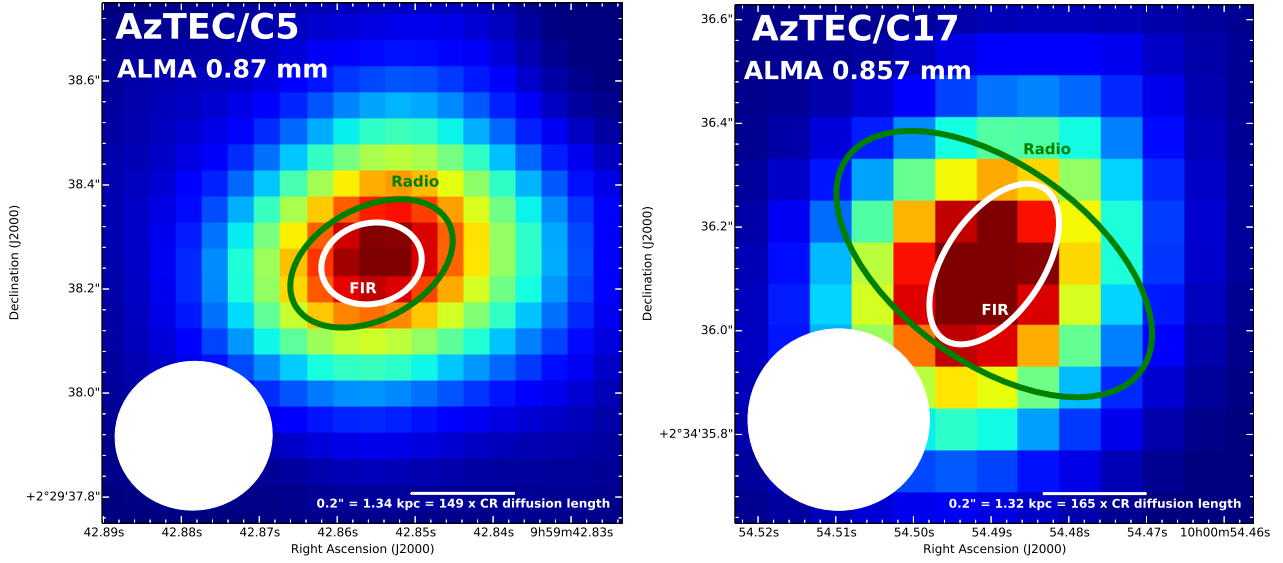 AzTEC/C5
ALMA 0.87 mm
38.6"
38.4"
38.2"
38.0"
+2°29'37.8"
Declination (J2000)
Radio
FIR
0.2" = 1.34 kpc = 149 x CR diffusion length
42.89s 42.88s 42.87s 42.86s 42.85s 42.84s 9h59m42.83s
Right Ascension (J2000)
AzTEC/C17
ALMA 0.857 mm
36.6"
36.4"
36.2"
36.0"
+2°34'35.8"
Declination (J2000)
Radio
FIR
0.2" = 1.32 kpc = 165 x CR diffusion length
54.52s 54.51s 54.50s 54.49s 54.48s 54.47s 10h00m54.46s
Right Ascension (J2000)